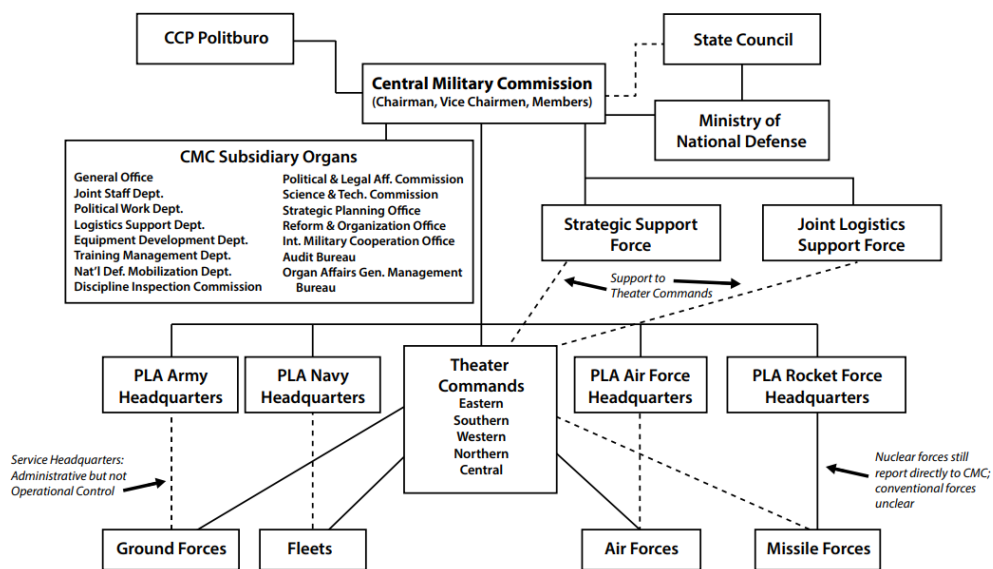 CCP Politburo
State Council
Central Military Commission
(Chairman, Vice Chairmen, Members)
Ministry of
National Defense
CMC Subsidiary Organs
General Office
Joint Staff Dept.
Political Work Dept.
Logistics Support Dept.
Equipment Development Dept.
Training Management Dept.
Nat'l Def. Mobilization Dept.
Discipline Inspection Commission
Political & Legal Aff. Commission
Science & Tech. Commission
Strategic Planning Office
Reform & Organization Office
Int. Military Cooperation Office
Audit Bureau
Organ Affairs Gen. Management
Bureau
Strategic Support
Force
Joint Logistics
Support Force
Support to
Theater Commands
PLA Army
Headquarters
PLA Navy
Headquarters
Theater
Commands
Eastern
Southern
Western
Northern
Central
PLA Air Force
Headquarters
PLA Rocket Force
Headquarters
Service Headquarters:
Administrative but not
Operational Control
Nuclear forces still
report directly to CMC;
conventional forces
unclear
Ground Forces
Fleets
Air Forces
Missile Forces